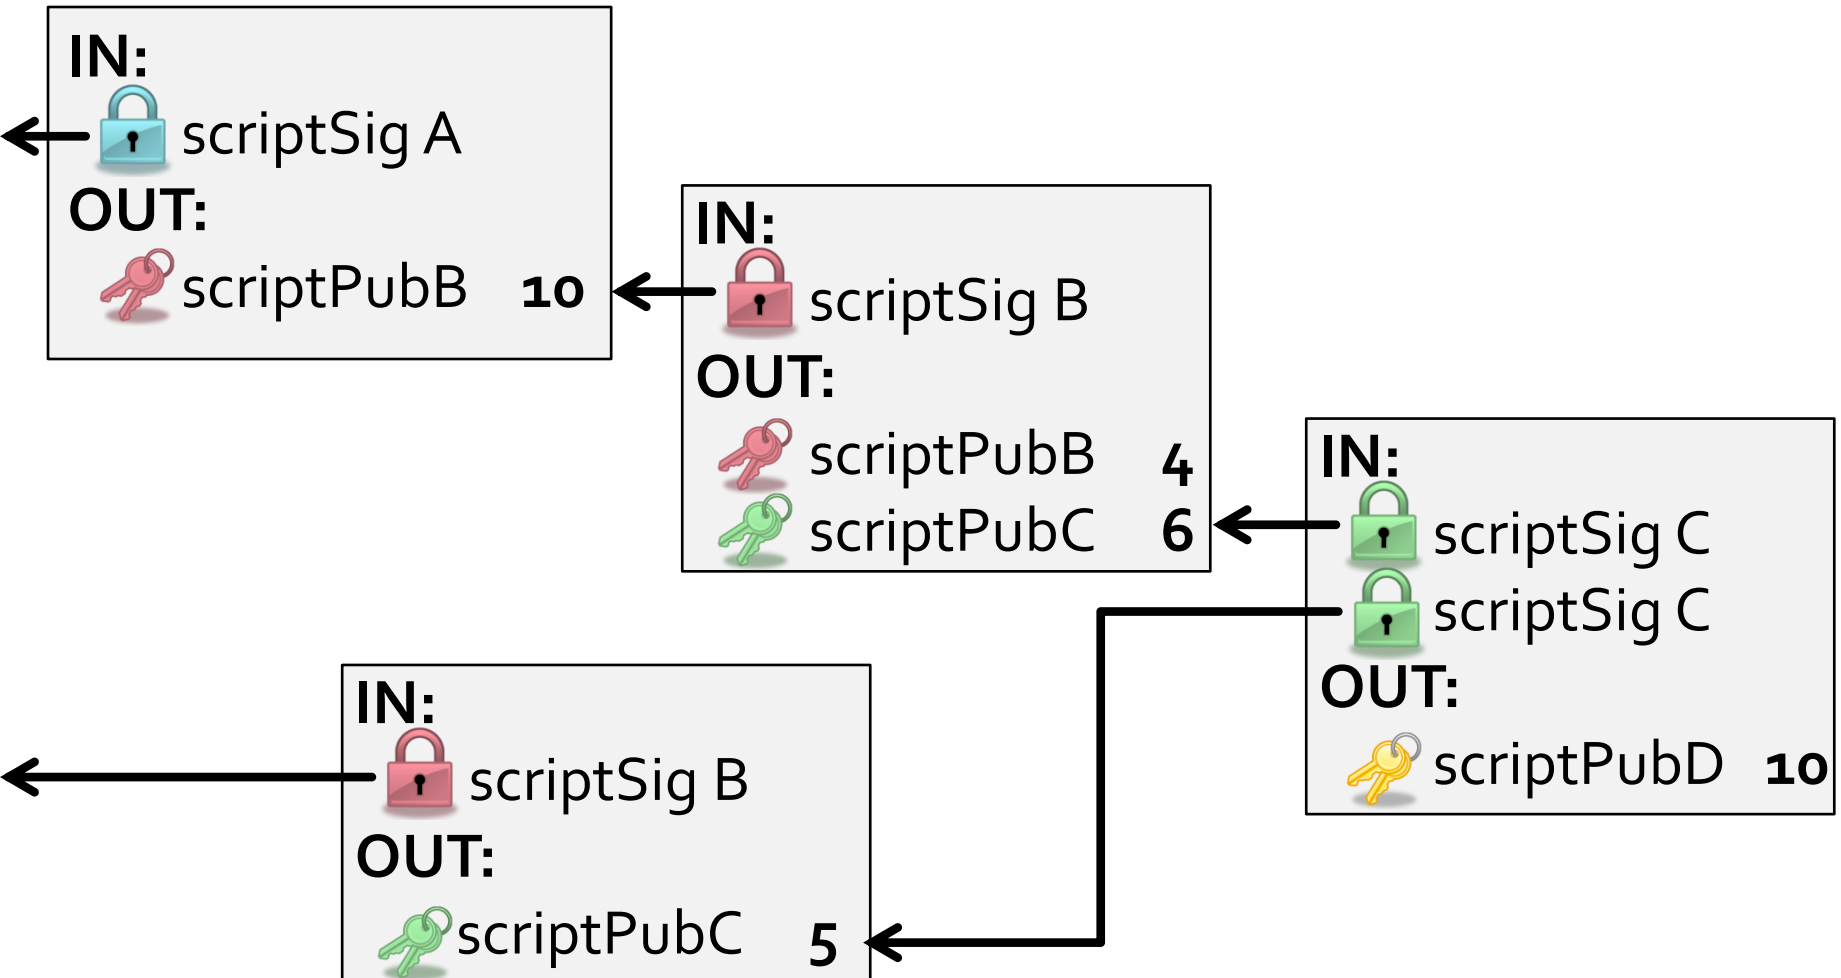 IN:
scriptSig A
OUT:
scriptPubB 10
IN:
scriptSig B
OUT:
scriptPubB 4
scriptPubC 6
IN:
scriptSig C
scriptSig C
OUT:
scriptPubD 10
IN:
scriptSig B
OUT:
scriptPubC 5